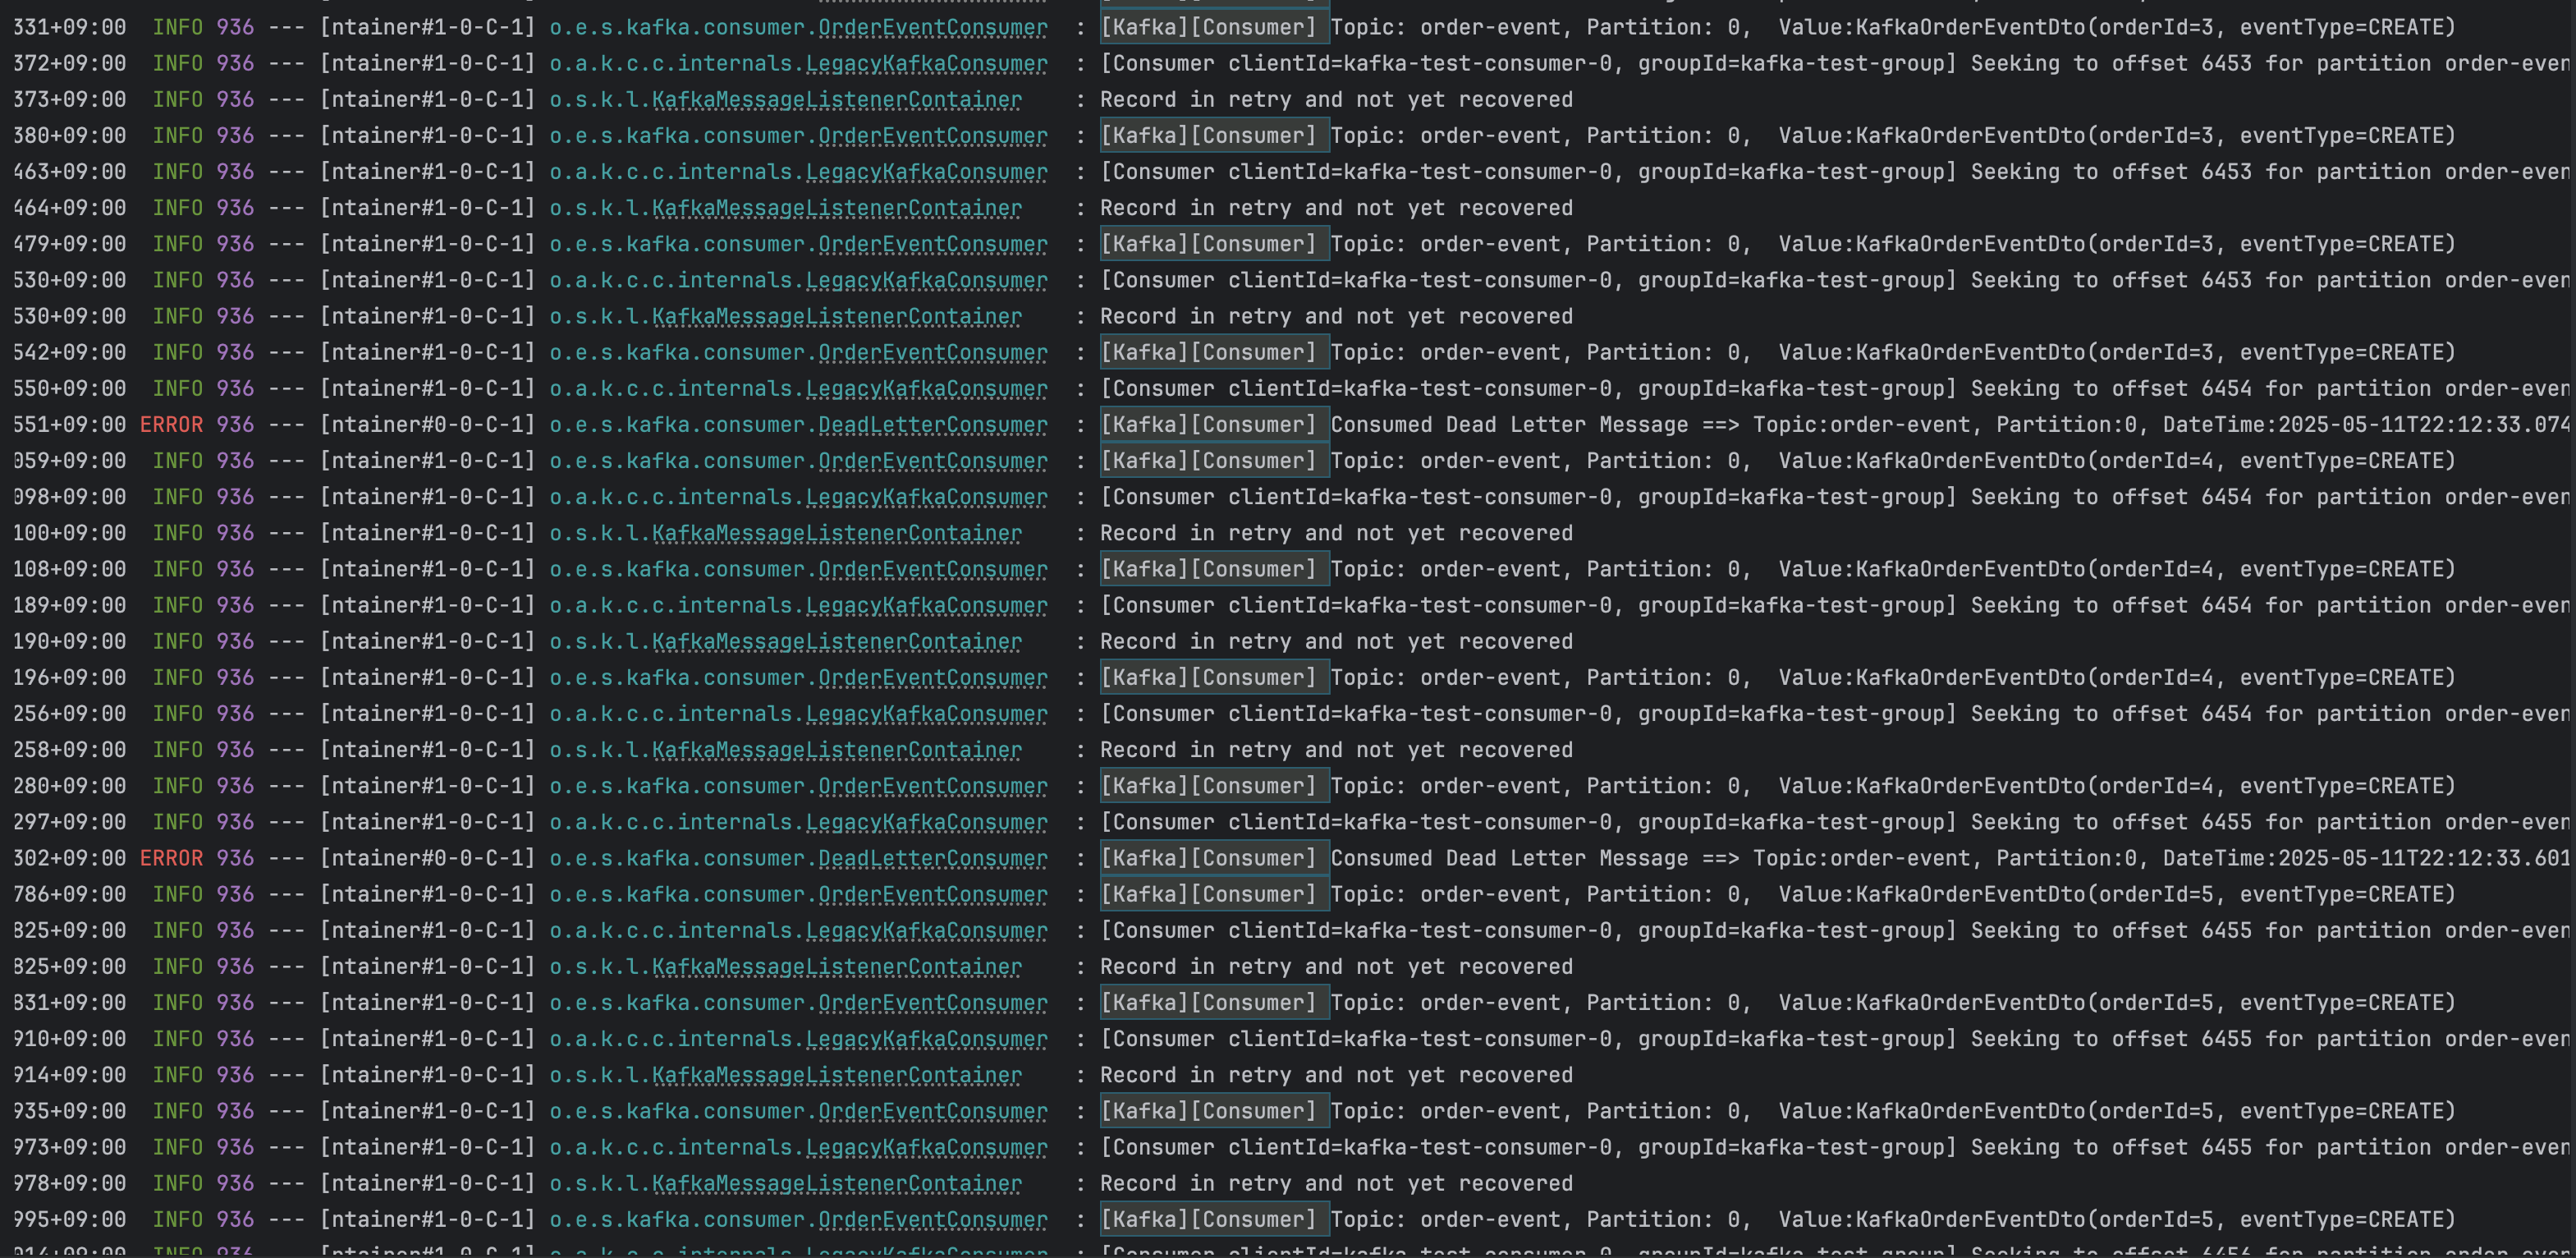 331+09:00  INFO 936 --- [ntainer#1-0-C-1] o.e.s.kafka.consumer.OrderEventConsumer  : [Kafka][Consumer] Topic: order-event, Partition: 0,  Value:KafkaOrderEventDto(orderId=3, eventType=CREATE)
372+09:00  INFO 936 --- [ntainer#1-0-C-1] o.a.k.c.c.internals.LegacyKafkaConsumer  : [Consumer clientId=kafka-test-consumer-0, groupId=kafka-test-group] Seeking to offset 6453 for partition order-even
373+09:00  INFO 936 --- [ntainer#1-0-C-1] o.s.k.l.KafkaMessageListenerContainer    : Record in retry and not yet recovered
380+09:00  INFO 936 --- [ntainer#1-0-C-1] o.e.s.kafka.consumer.OrderEventConsumer  : [Kafka][Consumer] Topic: order-event, Partition: 0,  Value:KafkaOrderEventDto(orderId=3, eventType=CREATE)
463+09:00  INFO 936 --- [ntainer#1-0-C-1] o.a.k.c.c.internals.LegacyKafkaConsumer  : [Consumer clientId=kafka-test-consumer-0, groupId=kafka-test-group] Seeking to offset 6453 for partition order-even
464+09:00  INFO 936 --- [ntainer#1-0-C-1] o.s.k.l.KafkaMessageListenerContainer    : Record in retry and not yet recovered
479+09:00  INFO 936 --- [ntainer#1-0-C-1] o.e.s.kafka.consumer.OrderEventConsumer  : [Kafka][Consumer] Topic: order-event, Partition: 0,  Value:KafkaOrderEventDto(orderId=3, eventType=CREATE)
530+09:00  INFO 936 --- [ntainer#1-0-C-1] o.a.k.c.c.internals.LegacyKafkaConsumer  : [Consumer clientId=kafka-test-consumer-0, groupId=kafka-test-group] Seeking to offset 6453 for partition order-even
530+09:00  INFO 936 --- [ntainer#1-0-C-1] o.s.k.l.KafkaMessageListenerContainer    : Record in retry and not yet recovered
542+09:00  INFO 936 --- [ntainer#1-0-C-1] o.e.s.kafka.consumer.OrderEventConsumer  : [Kafka][Consumer] Topic: order-event, Partition: 0,  Value:KafkaOrderEventDto(orderId=3, eventType=CREATE)
550+09:00  INFO 936 --- [ntainer#1-0-C-1] o.a.k.c.c.internals.LegacyKafkaConsumer  : [Consumer clientId=kafka-test-consumer-0, groupId=kafka-test-group] Seeking to offset 6454 for partition order-even
551+09:00 ERROR 936 --- [ntainer#0-0-C-1] o.e.s.kafka.consumer.DeadLetterConsumer  : [Kafka][Consumer] Consumed Dead Letter Message ==> Topic:order-event, Partition:0, DateTime:2025-05-11T22:12:33.074
059+09:00  INFO 936 --- [ntainer#1-0-C-1] o.e.s.kafka.consumer.OrderEventConsumer  : [Kafka][Consumer] Topic: order-event, Partition: 0,  Value:KafkaOrderEventDto(orderId=4, eventType=CREATE)
098+09:00  INFO 936 --- [ntainer#1-0-C-1] o.a.k.c.c.internals.LegacyKafkaConsumer  : [Consumer clientId=kafka-test-consumer-0, groupId=kafka-test-group] Seeking to offset 6454 for partition order-even
100+09:00  INFO 936 --- [ntainer#1-0-C-1] o.s.k.l.KafkaMessageListenerContainer    : Record in retry and not yet recovered
108+09:00  INFO 936 --- [ntainer#1-0-C-1] o.e.s.kafka.consumer.OrderEventConsumer  : [Kafka][Consumer] Topic: order-event, Partition: 0,  Value:KafkaOrderEventDto(orderId=4, eventType=CREATE)
189+09:00  INFO 936 --- [ntainer#1-0-C-1] o.a.k.c.c.internals.LegacyKafkaConsumer  : [Consumer clientId=kafka-test-consumer-0, groupId=kafka-test-group] Seeking to offset 6454 for partition order-even
190+09:00  INFO 936 --- [ntainer#1-0-C-1] o.s.k.l.KafkaMessageListenerContainer    : Record in retry and not yet recovered
196+09:00  INFO 936 --- [ntainer#1-0-C-1] o.e.s.kafka.consumer.OrderEventConsumer  : [Kafka][Consumer] Topic: order-event, Partition: 0,  Value:KafkaOrderEventDto(orderId=4, eventType=CREATE)
256+09:00  INFO 936 --- [ntainer#1-0-C-1] o.a.k.c.c.internals.LegacyKafkaConsumer  : [Consumer clientId=kafka-test-consumer-0, groupId=kafka-test-group] Seeking to offset 6454 for partition order-even
258+09:00  INFO 936 --- [ntainer#1-0-C-1] o.s.k.l.KafkaMessageListenerContainer    : Record in retry and not yet recovered
280+09:00  INFO 936 --- [ntainer#1-0-C-1] o.e.s.kafka.consumer.OrderEventConsumer  : [Kafka][Consumer] Topic: order-event, Partition: 0,  Value:KafkaOrderEventDto(orderId=4, eventType=CREATE)
297+09:00  INFO 936 --- [ntainer#1-0-C-1] o.a.k.c.c.internals.LegacyKafkaConsumer  : [Consumer clientId=kafka-test-consumer-0, groupId=kafka-test-group] Seeking to offset 6455 for partition order-even
302+09:00 ERROR 936 --- [ntainer#0-0-C-1] o.e.s.kafka.consumer.DeadLetterConsumer  : [Kafka][Consumer] Consumed Dead Letter Message ==> Topic:order-event, Partition:0, DateTime:2025-05-11T22:12:33.601
786+09:00  INFO 936 --- [ntainer#1-0-C-1] o.e.s.kafka.consumer.OrderEventConsumer  : [Kafka][Consumer] Topic: order-event, Partition: 0,  Value:KafkaOrderEventDto(orderId=5, eventType=CREATE)
825+09:00  INFO 936 --- [ntainer#1-0-C-1] o.a.k.c.c.internals.LegacyKafkaConsumer  : [Consumer clientId=kafka-test-consumer-0, groupId=kafka-test-group] Seeking to offset 6455 for partition order-even
825+09:00  INFO 936 --- [ntainer#1-0-C-1] o.s.k.l.KafkaMessageListenerContainer    : Record in retry and not yet recovered
831+09:00  INFO 936 --- [ntainer#1-0-C-1] o.e.s.kafka.consumer.OrderEventConsumer  : [Kafka][Consumer] Topic: order-event, Partition: 0,  Value:KafkaOrderEventDto(orderId=5, eventType=CREATE)
910+09:00  INFO 936 --- [ntainer#1-0-C-1] o.a.k.c.c.internals.LegacyKafkaConsumer  : [Consumer clientId=kafka-test-consumer-0, groupId=kafka-test-group] Seeking to offset 6455 for partition order-even
914+09:00  INFO 936 --- [ntainer#1-0-C-1] o.s.k.l.KafkaMessageListenerContainer    : Record in retry and not yet recovered
935+09:00  INFO 936 --- [ntainer#1-0-C-1] o.e.s.kafka.consumer.OrderEventConsumer  : [Kafka][Consumer] Topic: order-event, Partition: 0,  Value:KafkaOrderEventDto(orderId=5, eventType=CREATE)
973+09:00  INFO 936 --- [ntainer#1-0-C-1] o.a.k.c.c.internals.LegacyKafkaConsumer  : [Consumer clientId=kafka-test-consumer-0, groupId=kafka-test-group] Seeking to offset 6455 for partition order-even
978+09:00  INFO 936 --- [ntainer#1-0-C-1] o.s.k.l.KafkaMessageListenerContainer    : Record in retry and not yet recovered
995+09:00  INFO 936 --- [ntainer#1-0-C-1] o.e.s.kafka.consumer.OrderEventConsumer  : [Kafka][Consumer] Topic: order-event, Partition: 0,  Value:KafkaOrderEventDto(orderId=5, eventType=CREATE)